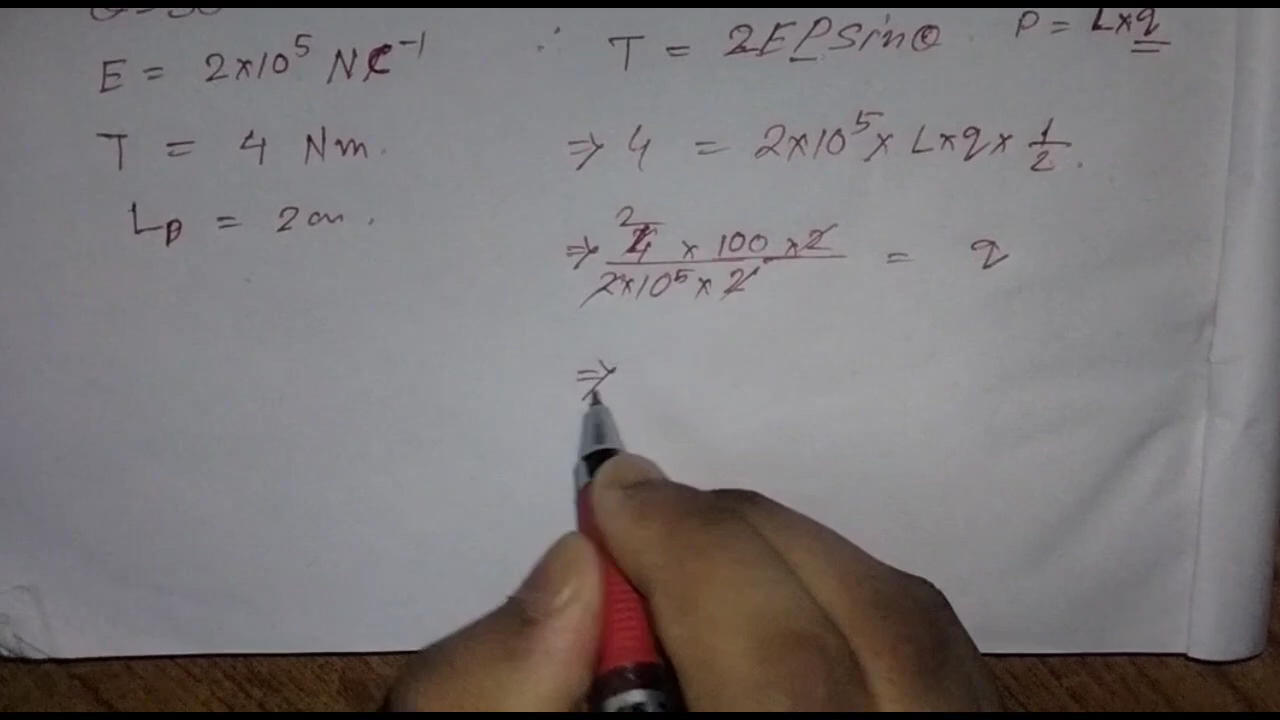 E = 2×10⁵ NC⁻¹
T = 4 Nm.
Lp = 2cm.
∴ T = 2EPSinθ P = L×q
⇒ 4 = 2×10⁵× L×q× 1/2.
⇒ 2 4 × 100 × 2 / 2×10⁵ × 2 = q
⇒